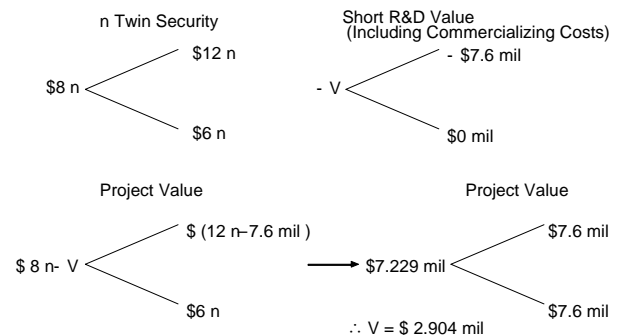 n Twin Security
$12 n
$8 n
$6 n
Short R&D Value
(Including Commercializing Costs)
- $7.6 mil
- V
$0 mil
Project Value
$ (12 n–7.6 mil )
$ 8 n- V
$6 n
Project Value
$7.6 mil
$7.229 mil
$7.6 mil
∴ V = $ 2.904 mil